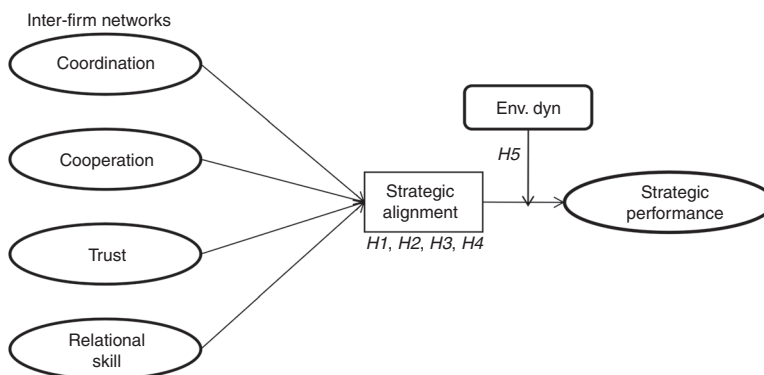 Inter-firm networks
Coordination
Cooperation
Trust
Relational
skill
Strategic
alignment
H1, H2, H3, H4
Env. dyn
H5
Strategic
performance